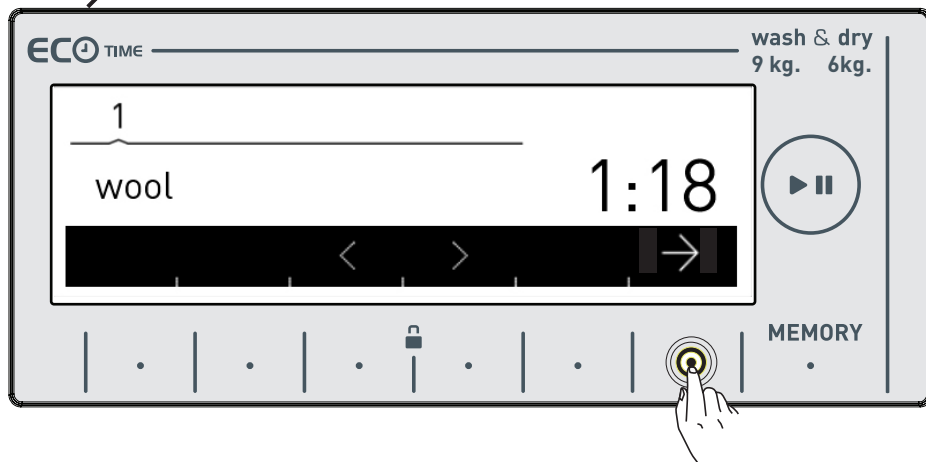 ECO TIME
wash & dry
9 kg. 6kg.
1
wool
1:18
MEMORY